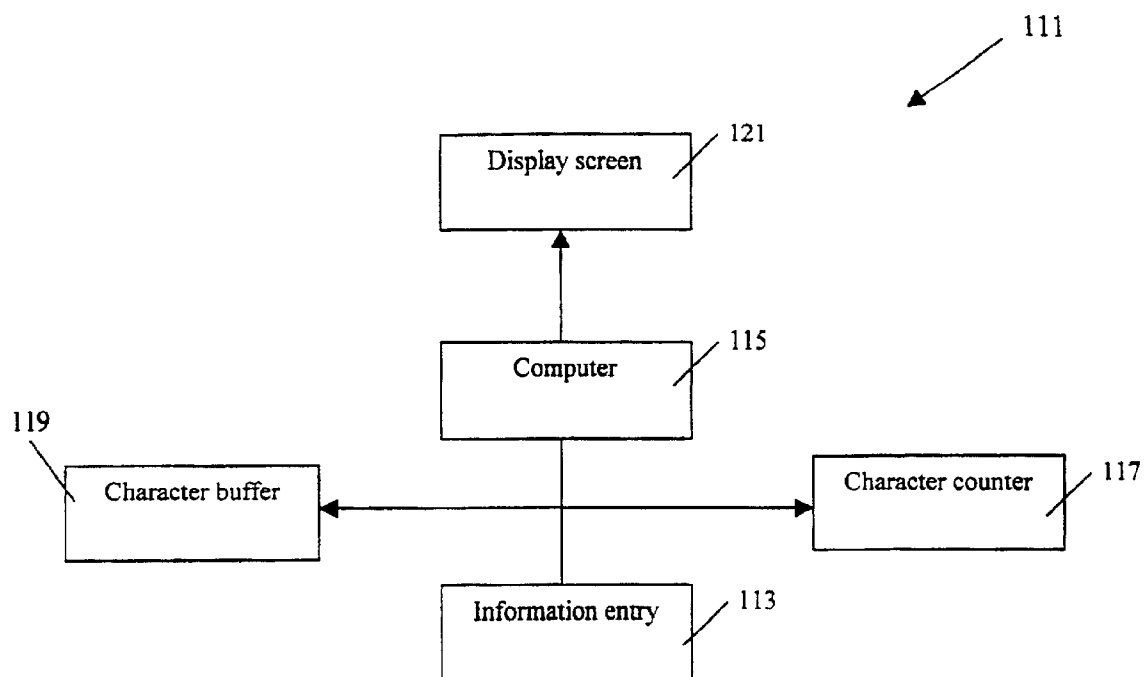 111
121
Display screen
115
Computer
119
Character buffer
Character counter
117
Information entry
113